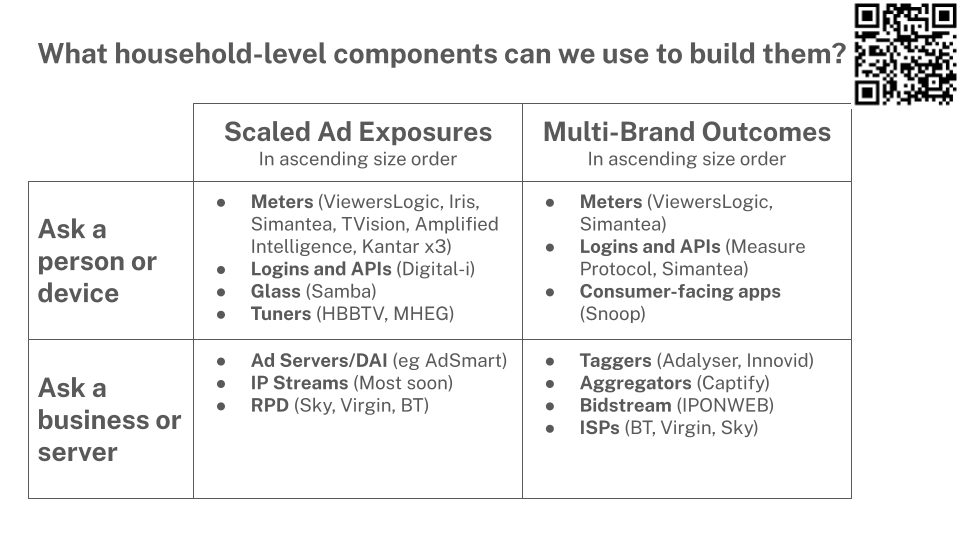 What household-level components can we use to build them?
Scaled Ad Exposures
In ascending size order
Multi-Brand Outcomes
In ascending size order
Ask a
person or
device
● Meters (ViewersLogic, Iris,
Simantea, TVision, Amplified
Intelligence, Kantar x3)
● Logins and APIs (Digital-i)
● Glass (Samba)
● Tuners (HBBTV, MHEG)
● Meters (ViewersLogic,
Simantea)
● Logins and APIs (Measure
Protocol, Simantea)
● Consumer-facing apps
(Snoop)
Ask a
business or
server
● Ad Servers/DAI (eg AdSmart)
● IP Streams (Most soon)
● RPD (Sky, Virgin, BT)
● Taggers (Adalyser, Innovid)
● Aggregators (Captify)
● Bidstream (IPONWEB)
● ISPs (BT, Virgin, Sky)